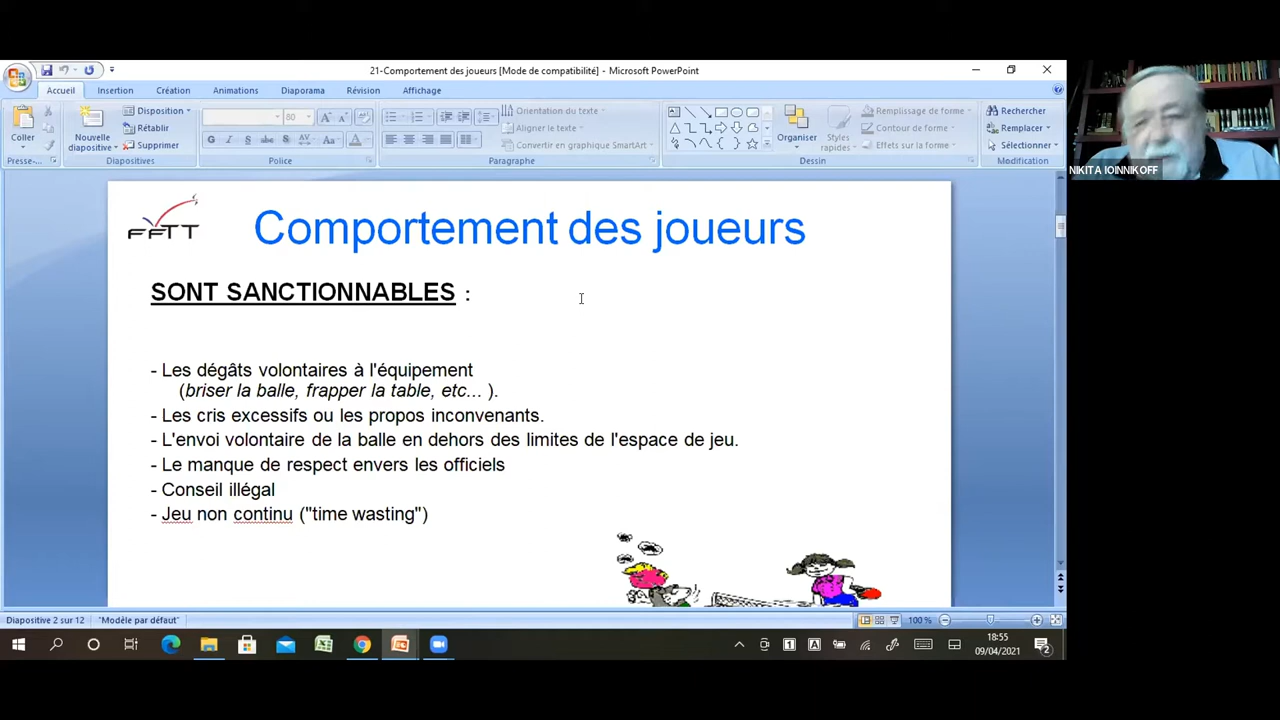 21-Comportement des joueurs [Mode de compatibilité] - Microsoft PowerPoint
Accueil Insertion Création Animations Diaporama Révision Affichage
Coller
Presse-...
Nouvelle diapositive
Disposition
Rétablir
Supprimer
Diapositives
80
Police
Paragraphe
Orientation du texte
Aligner le texte
Convertir en graphique SmartArt
Organiser
Styles rapides
Remplissage de forme
Contour de forme
Effets sur la forme
Dessin
Rechercher
Remplacer
Sélectionner
Modification
NIKITA IOINNIKOFF
FFTT
Comportement des joueurs
SONT SANCTIONNABLES :
- Les dégâts volontaires à l'équipement
(briser la balle, frapper la table, etc... ).
- Les cris excessifs ou les propos inconvenants.
- L'envoi volontaire de la balle en dehors des limites de l'espace de jeu.
- Le manque de respect envers les officiels
- Conseil illégal
- Jeu non continu ("time wasting")
Diapositive 2 sur 12 "Modèle par défaut" 100 %
18:55
09/04/2021
2